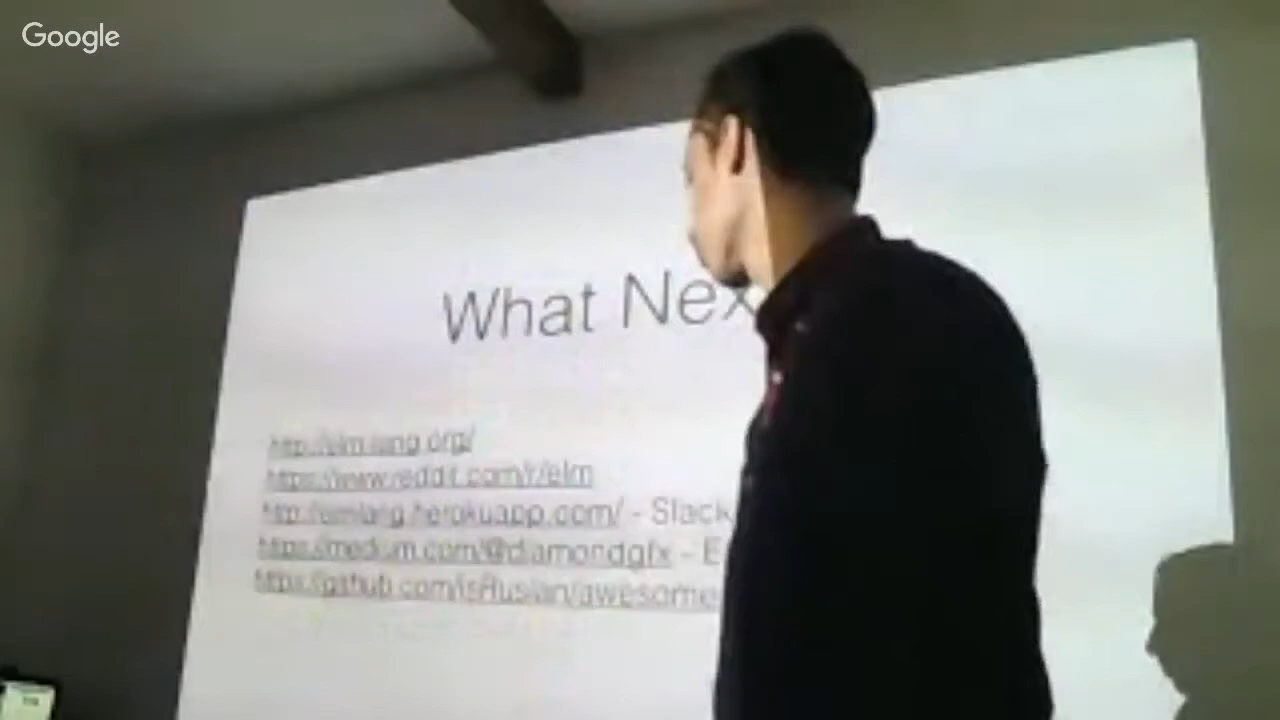 Google
What Nex
http://elm-lang.org/
https://www.reddit.com/r/elm
http://elmlang.herokuapp.com/ - Slack
https://medium.com/@diamondgfx - E
https://github.com/isRuslan/awesome